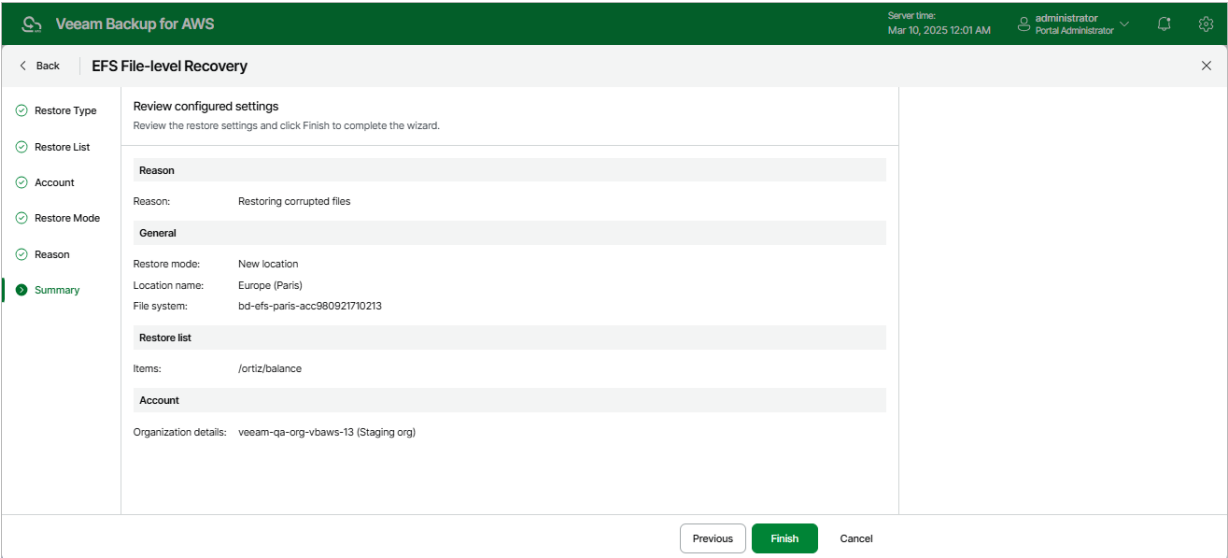 Veeam Backup for AWS
Server time:
Mar 10, 2025 12:01 AM
administrator
Portal Administrator
Back
EFS File-level Recovery
Restore Type
Restore List
Account
Restore Mode
Reason
Summary
Review configured settings
Review the restore settings and click Finish to complete the wizard.
Reason
Reason: Restoring corrupted files
General
Restore mode: New location
Location name: Europe (Paris)
File system: bd-efs-paris-acc980921710213
Restore list
Items: /ortiz/balance
Account
Organization details: veeam-qa-org-vbaws-13 (Staging org)
Previous
Finish
Cancel